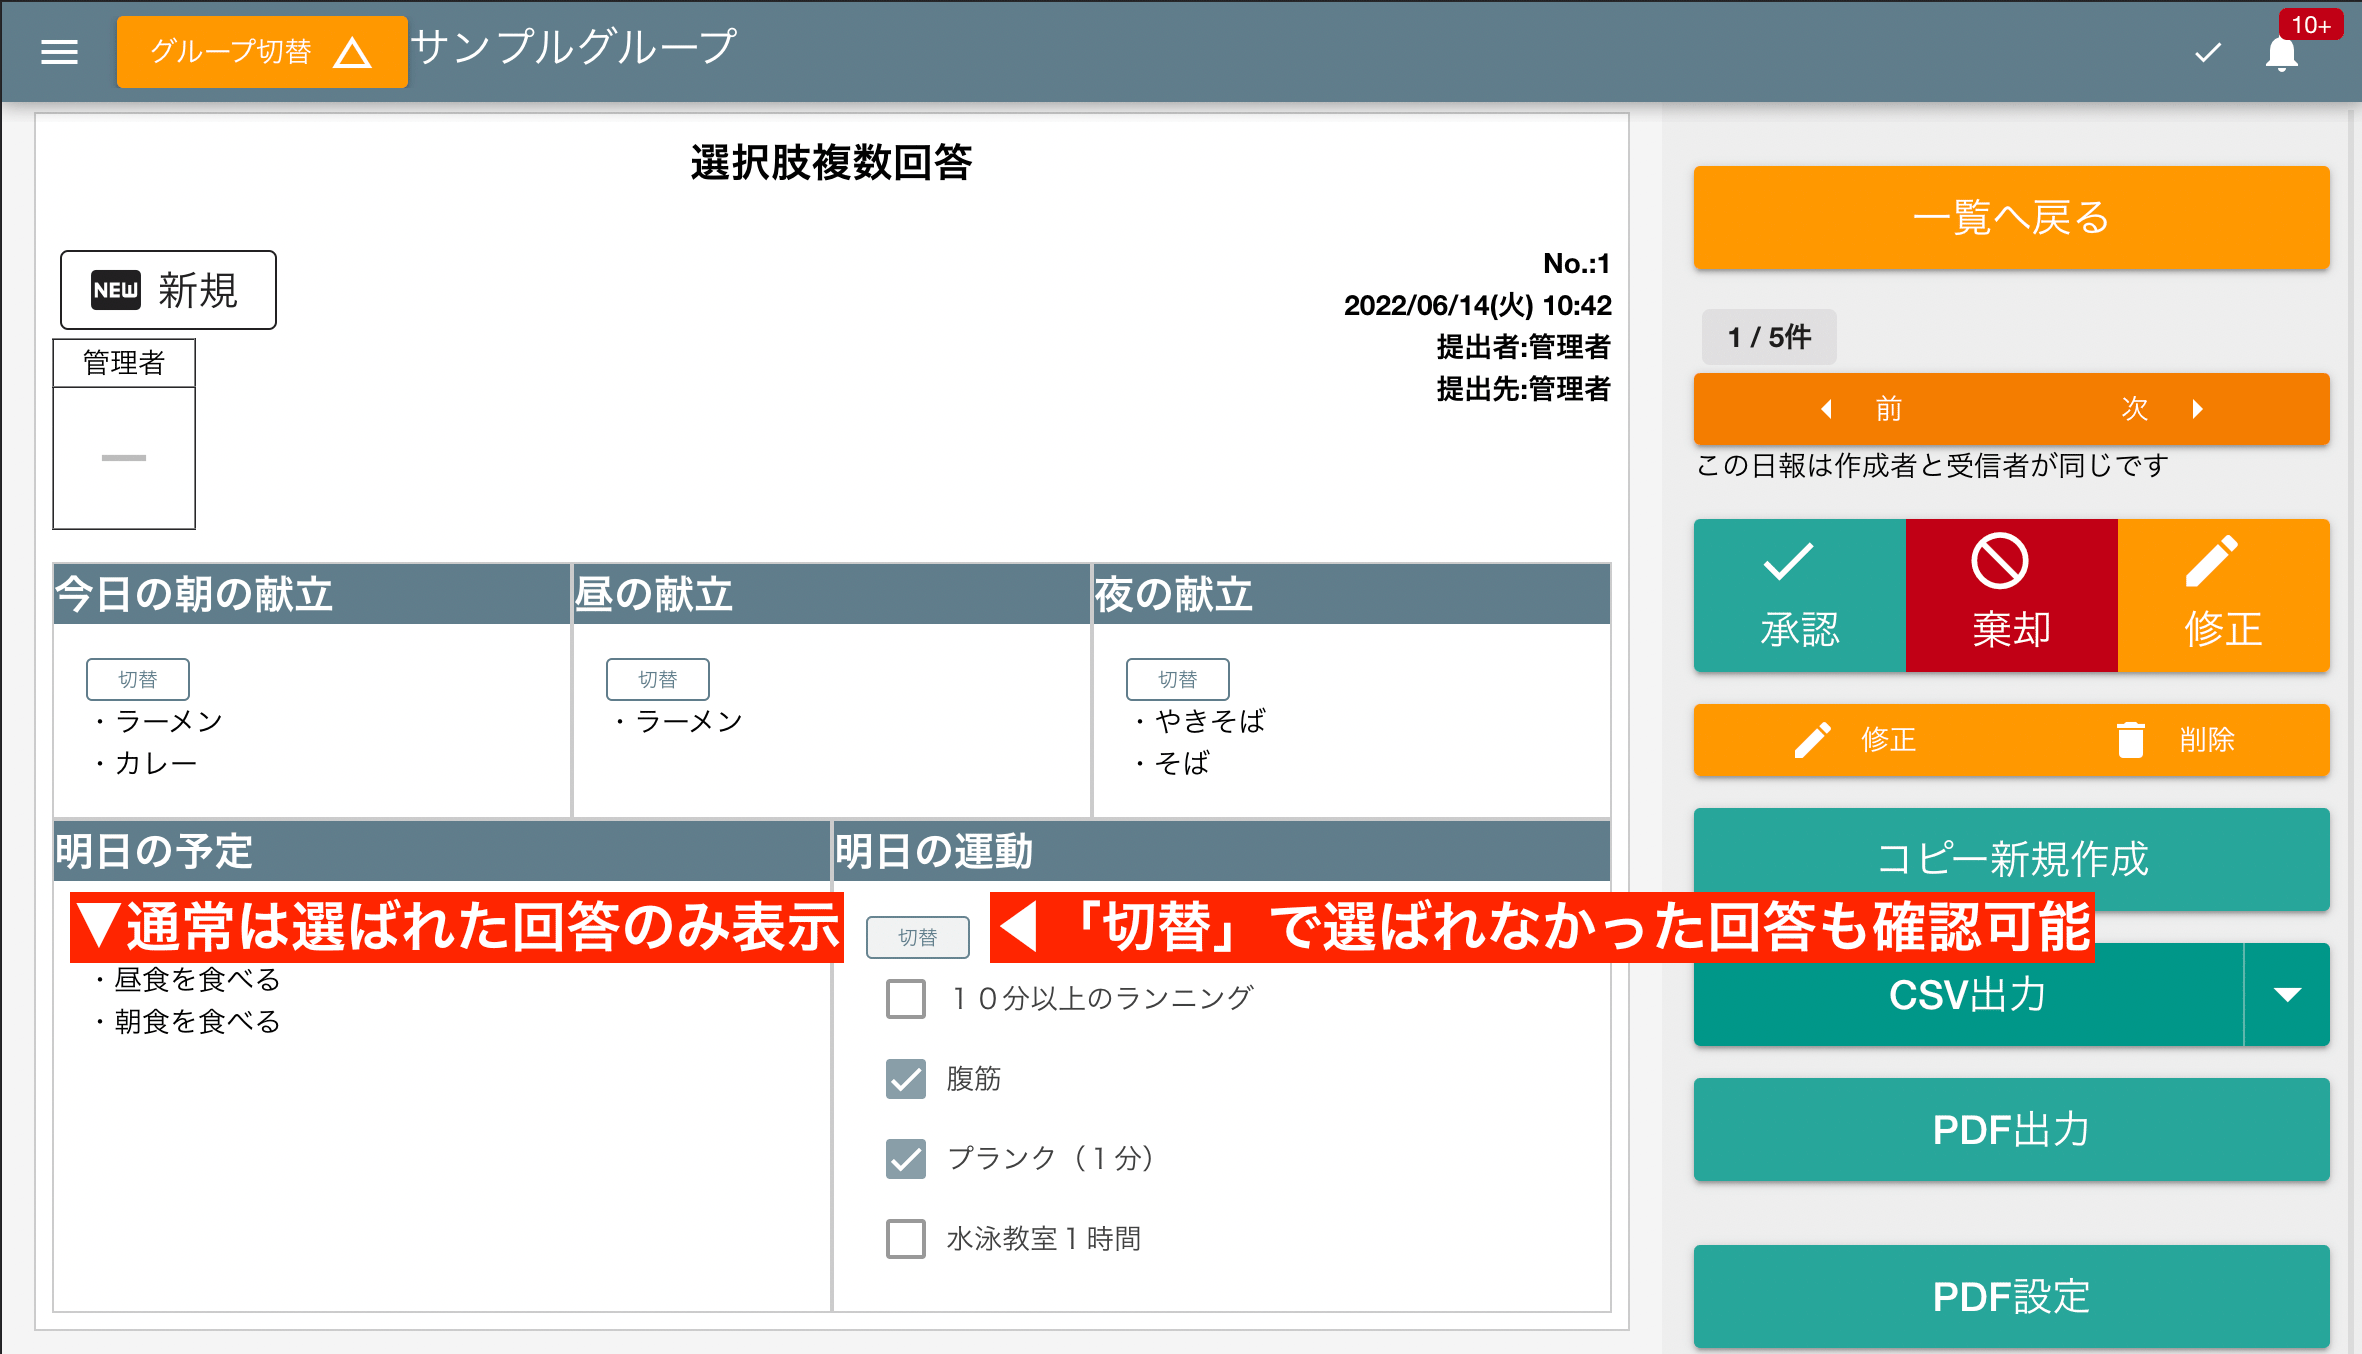 グループ切替
サンプルグループ
10+
選択肢複数回答
NEW 新規
No.:1
2022/06/14(火) 10:42
提出者:管理者
提出先:管理者
管理者
今日の朝の献立
切替
・ラーメン
・カレー
昼の献立
切替
・ラーメン
夜の献立
切替
・やきそば
・そば
明日の予定
▼通常は選ばれた回答のみ表示
・昼食を食べる
・朝食を食べる
明日の運動
切替
◀「切替」で選ばれなかった回答も確認可能
１０分以上のランニング
腹筋
プランク（１分）
水泳教室１時間
一覧へ戻る
1 / 5件
前
次
この日報は作成者と受信者が同じです
承認
棄却
修正
修正
削除
コピー新規作成
CSV出力
PDF出力
PDF設定